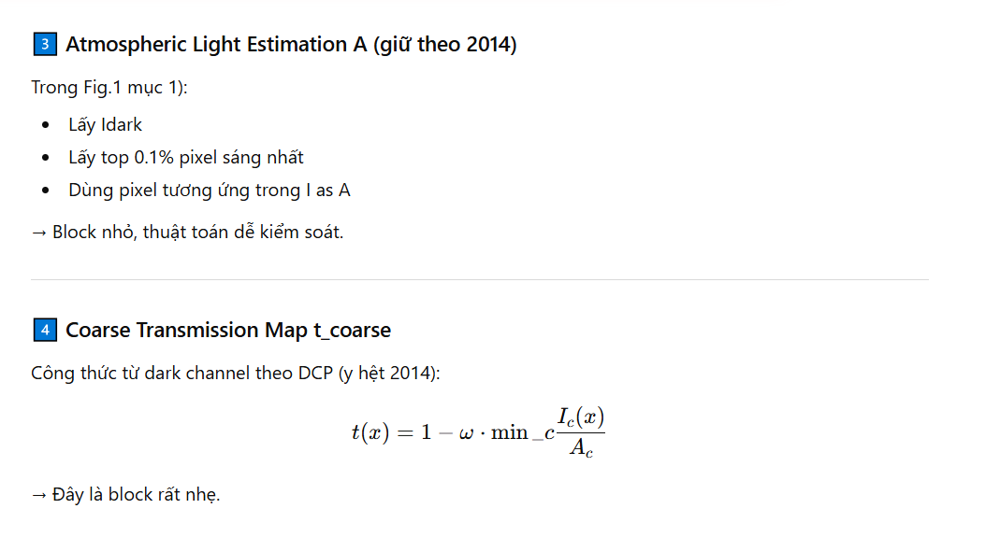 3 Atmospheric Light Estimation A (giữ theo 2014)
Trong Fig.1 mục 1):
• Lấy Idark
• Lấy top 0.1% pixel sáng nhất
• Dùng pixel tương ứng trong I as A
→ Block nhỏ, thuật toán dễ kiểm soát.
4 Coarse Transmission Map t_coarse
Công thức từ dark channel theo DCP (y hệt 2014):
t(x) = 1 − ω · min _c I_c(x) / A_c
→ Đây là block rất nhẹ.